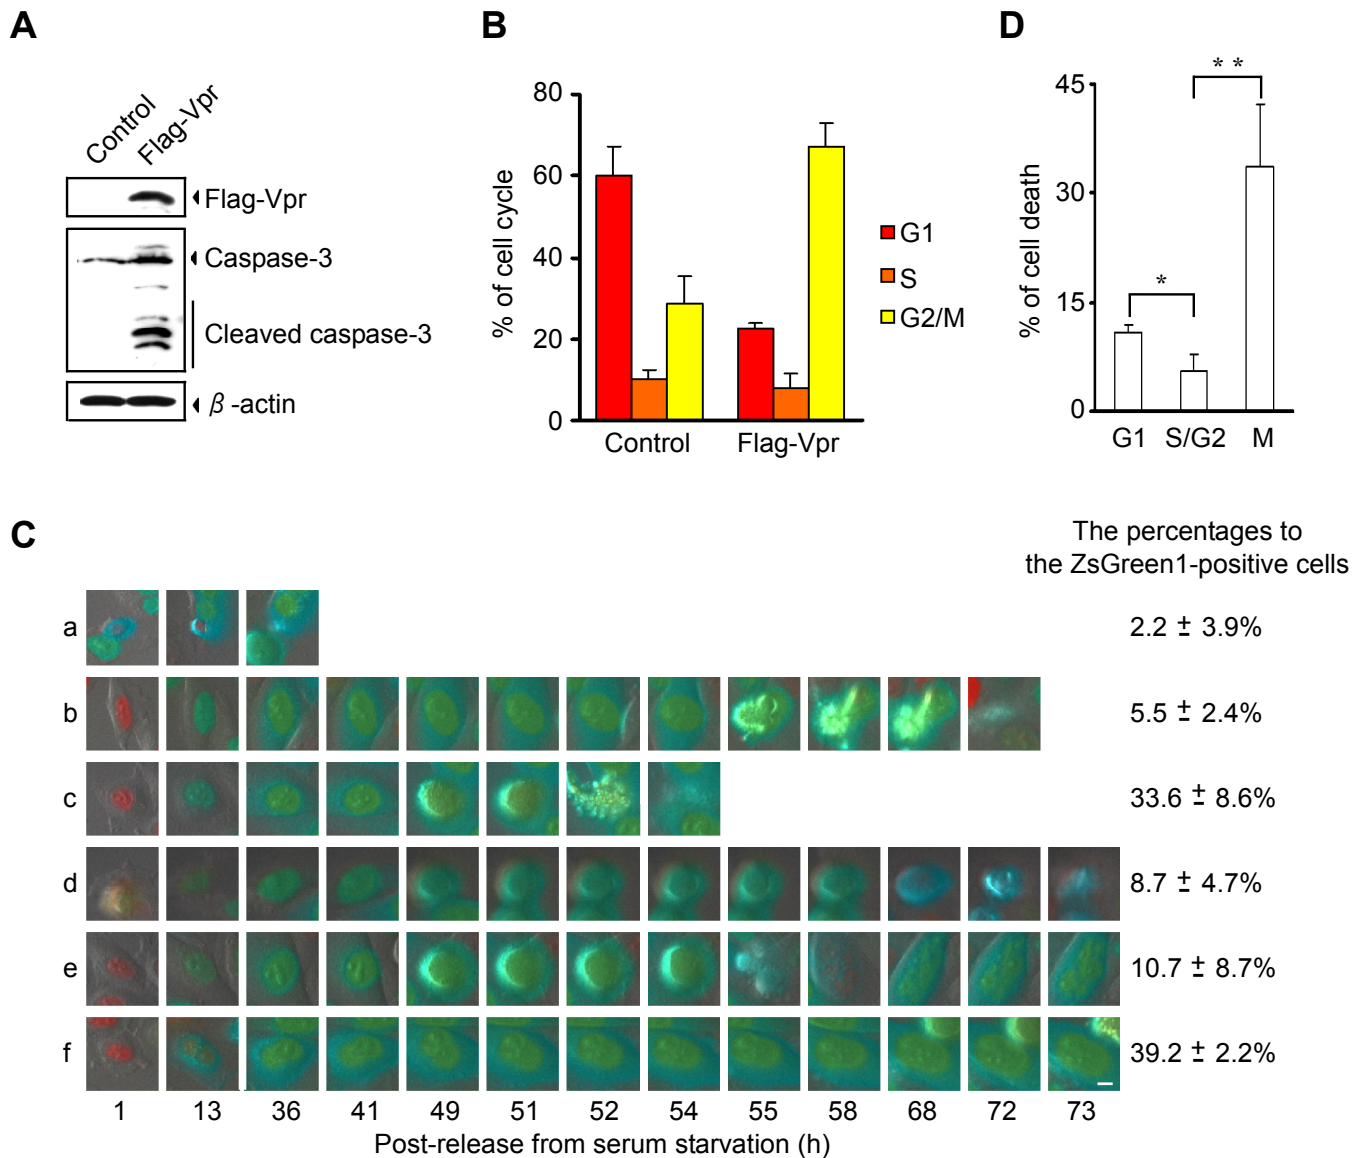 A
Control
Flag-Vpr
Flag-Vpr
Caspase-3
Cleaved caspase-3
β-actin
B
% of cell cycle
80
60
40
20
0
Control
Flag-Vpr
G1
S
G2/M
D
% of cell death
45
30
15
0
*
* *
G1
S/G2
M
C
The percentages to
the ZsGreen1-positive cells
a
2.2 ± 3.9%
b
5.5 ± 2.4%
c
33.6 ± 8.6%
d
8.7 ± 4.7%
e
10.7 ± 8.7%
f
39.2 ± 2.2%
1 13 36 41 49 51 52 54 55 58 68 72 73
Post-release from serum starvation (h)